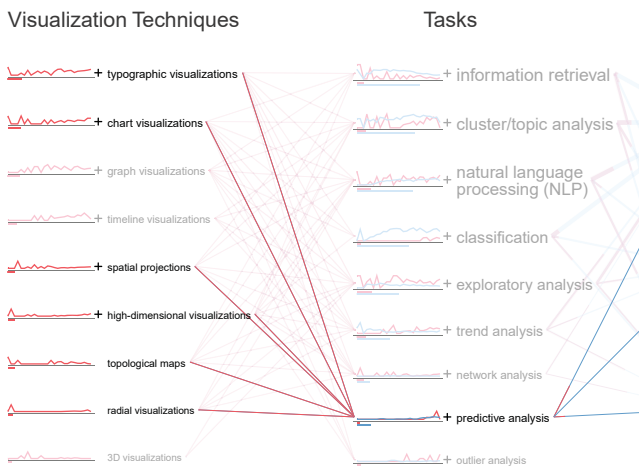 Visualization Techniques
Tasks
+ typographic visualizations
+ chart visualizations
+ graph visualizations
+ timeline visualizations
+ spatial projections
+ high-dimensional visualizations
topological maps
radial visualizations
3D visualizations
+ information retrieval
+ cluster/topic analysis
+ natural language
processing (NLP)
+ classification
+ exploratory analysis
+ trend analysis
+ network analysis
+ predictive analysis
+ outlier analysis